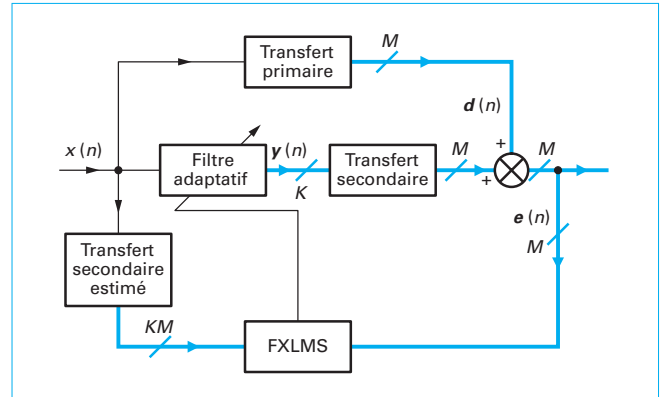 Transfert
primaire
M
d (n)
x (n)
Filtre
adaptatif
y (n)
K
Transfert
secondaire
M
+
+
M
e (n)
M
Transfert
secondaire
estimé
KM
FXLMS